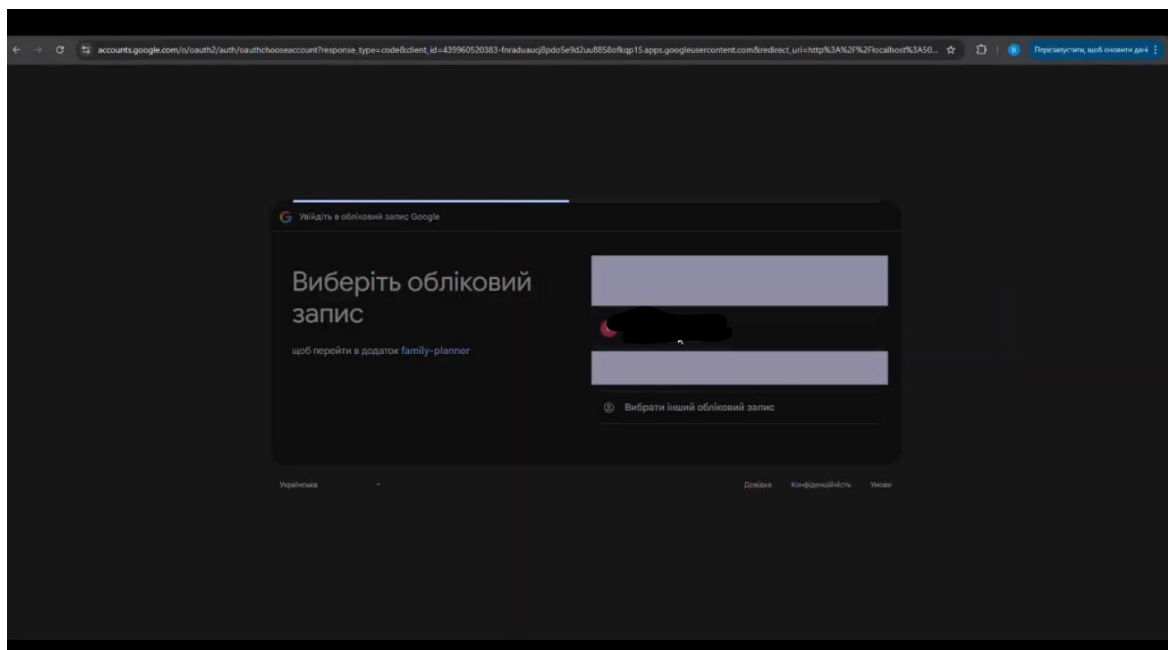 accounts.google.com/o/oauth2/auth/oauthchooseaccount?response_type=code&client_id=439960520383-fnraduaucj8pdo5e9d2uu8858ofkqp15.apps.googleusercontent.com&redirect_uri=http%3A%2F%2Flocalhost%3A50...
Перезапустити, щоб оновити дані
Увійдіть в обліковий запис Google
Виберіть обліковий
запис
щоб перейти в додаток family-planner
Вибрати інший обліковий запис
Українська
Довідка Конфіденційність Умови